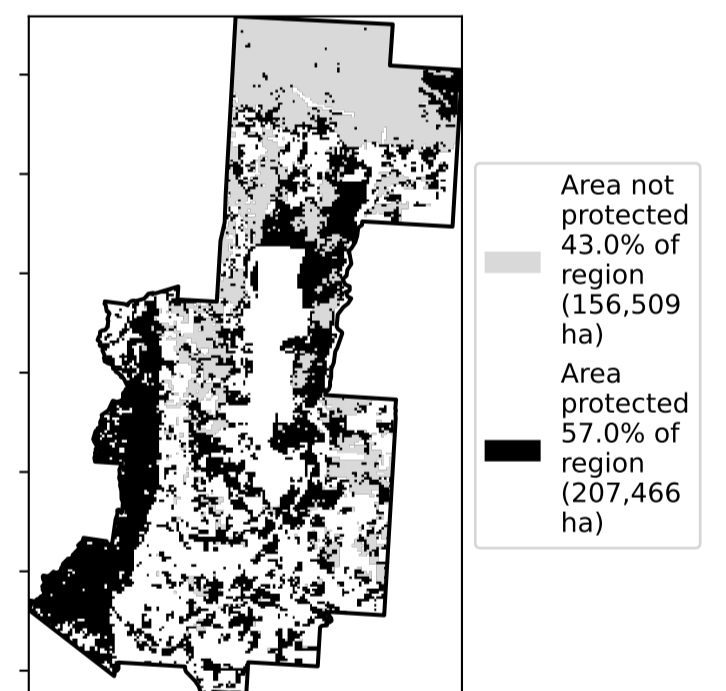 Area not
protected
43.0% of
region
(156,509
ha)
Area
protected
57.0% of
region
(207,466
ha)